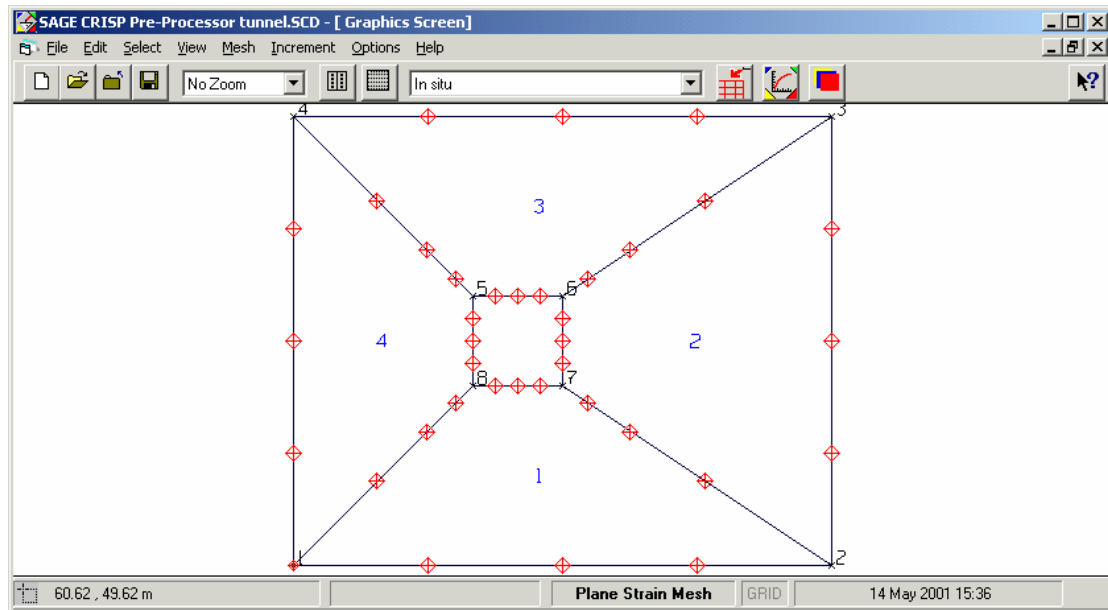 SAGE CRISP Pre-Processor tunnel.SCD - [ Graphics Screen]
File Edit Select View Mesh Increment Options Help
No Zoom In situ
4 3
3
5 6
4 2
8 7
1
1 2
60.62 , 49.62 m Plane Strain Mesh GRID 14 May 2001 15:36